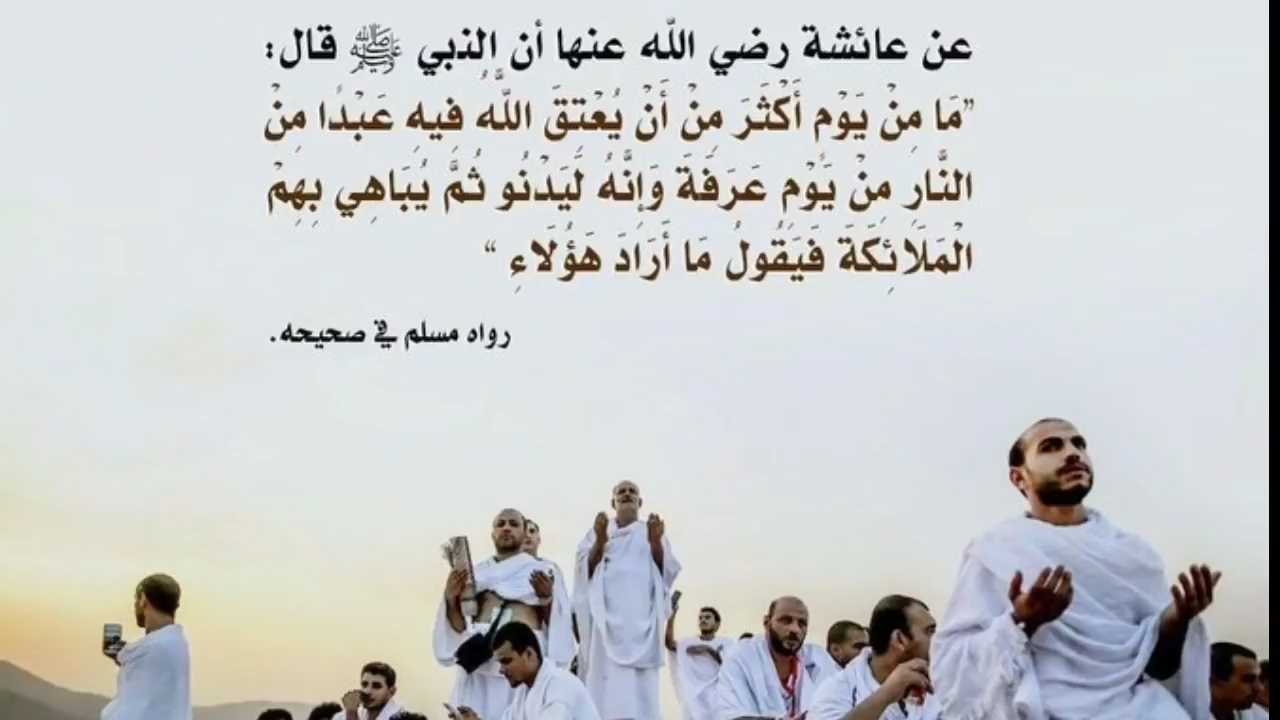 عن عائشة رضي الله عنها أن النبي ﷺ قال:
”مَا مِنْ يَوْم أَكْثَرَ مِنْ أَنْ يُعْتِقَ اللَّهُ فِيهِ عَبْدًا مِنْ
النَّارِ مِنْ يَوْمِ عَرَفَةَ وَإِنَّهُ لَيَدْنُو ثُمَّ يُبَاهِي بِهِمْ
الْمَلَائِكَةَ فَيَقُولُ مَا أَرَادَ هَؤُلَاءِ “
رواه مسلم في صحيحه.